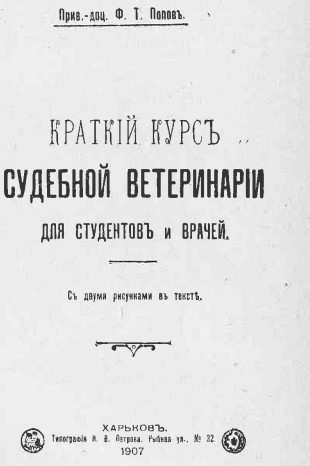 Прив.-доц. Ф. Т. Поповъ.
КРАТКІЙ КУРСЪ
СУДЕБНОЙ ВЕТЕРИНАРІИ
ДЛЯ СТУДЕНТОВЪ и ВРАЧЕЙ.
Съ двумя рисунками въ текстѣ.
ХАРЬКОВЪ.
Типографія И. В. Петрова. Рыбная ул., № 32
1907